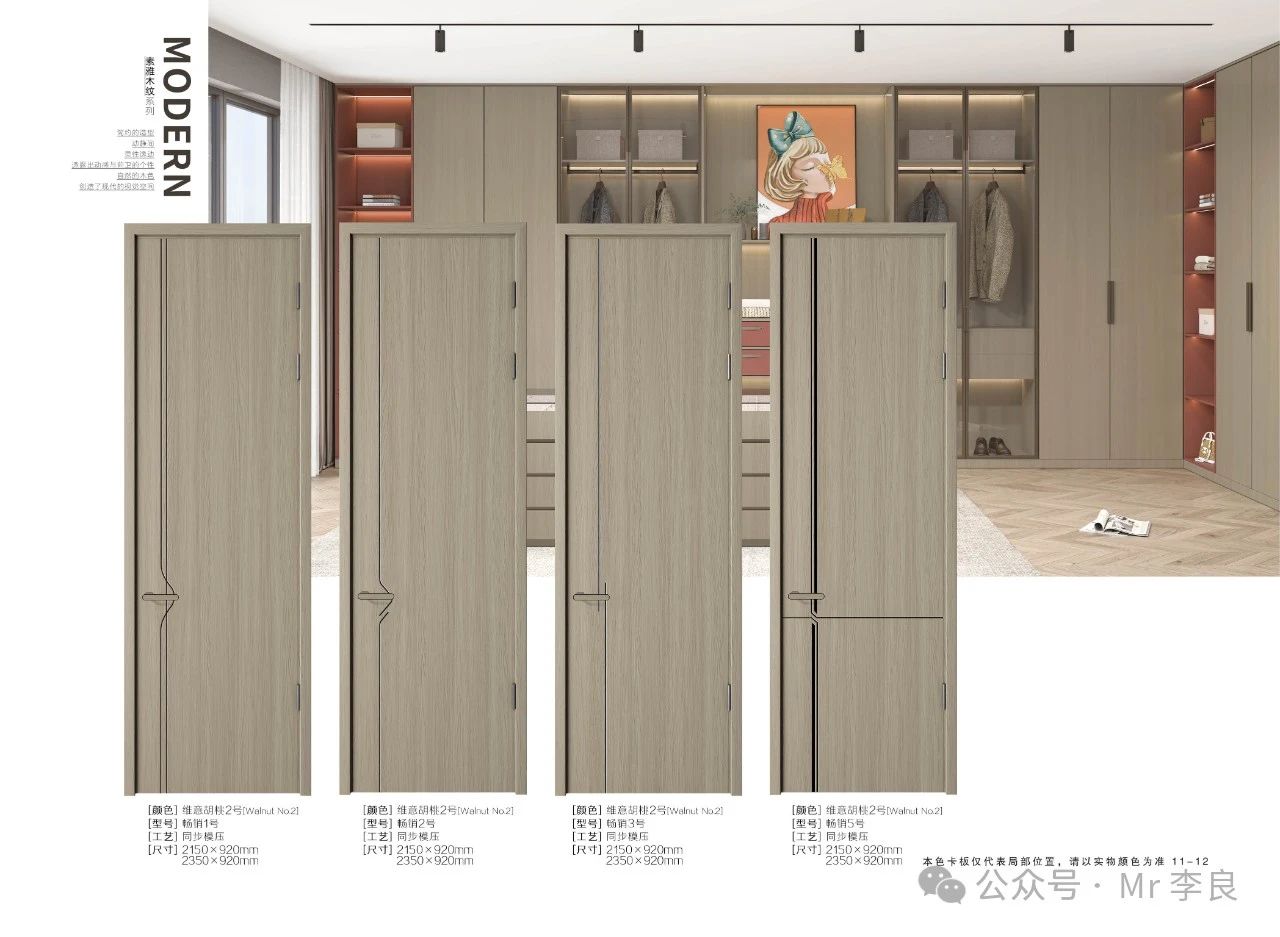 MODERN
素雅木纹系列
简约的造型
动静间
灵性连动
透露出动感与前卫的个性
自然的木色
创造了现代的视觉空间
[颜色] 维意胡桃2号[Walnut No.2]
[型号] 畅销1号
[工艺] 同步模压
[尺寸] 2150×920mm
2350×920mm
[颜色] 维意胡桃2号[Walnut No.2]
[型号] 畅销2号
[工艺] 同步模压
[尺寸] 2150×920mm
2350×920mm
[颜色] 维意胡桃2号[Walnut No.2]
[型号] 畅销3号
[工艺] 同步模压
[尺寸] 2150×920mm
2350×920mm
[颜色] 维意胡桃2号[Walnut No.2]
[型号] 畅销5号
[工艺] 同步模压
[尺寸] 2150×920mm
2350×920mm
本色卡板仅代表局部位置，请以实物颜色为准 11-12
公众号·Mr李良